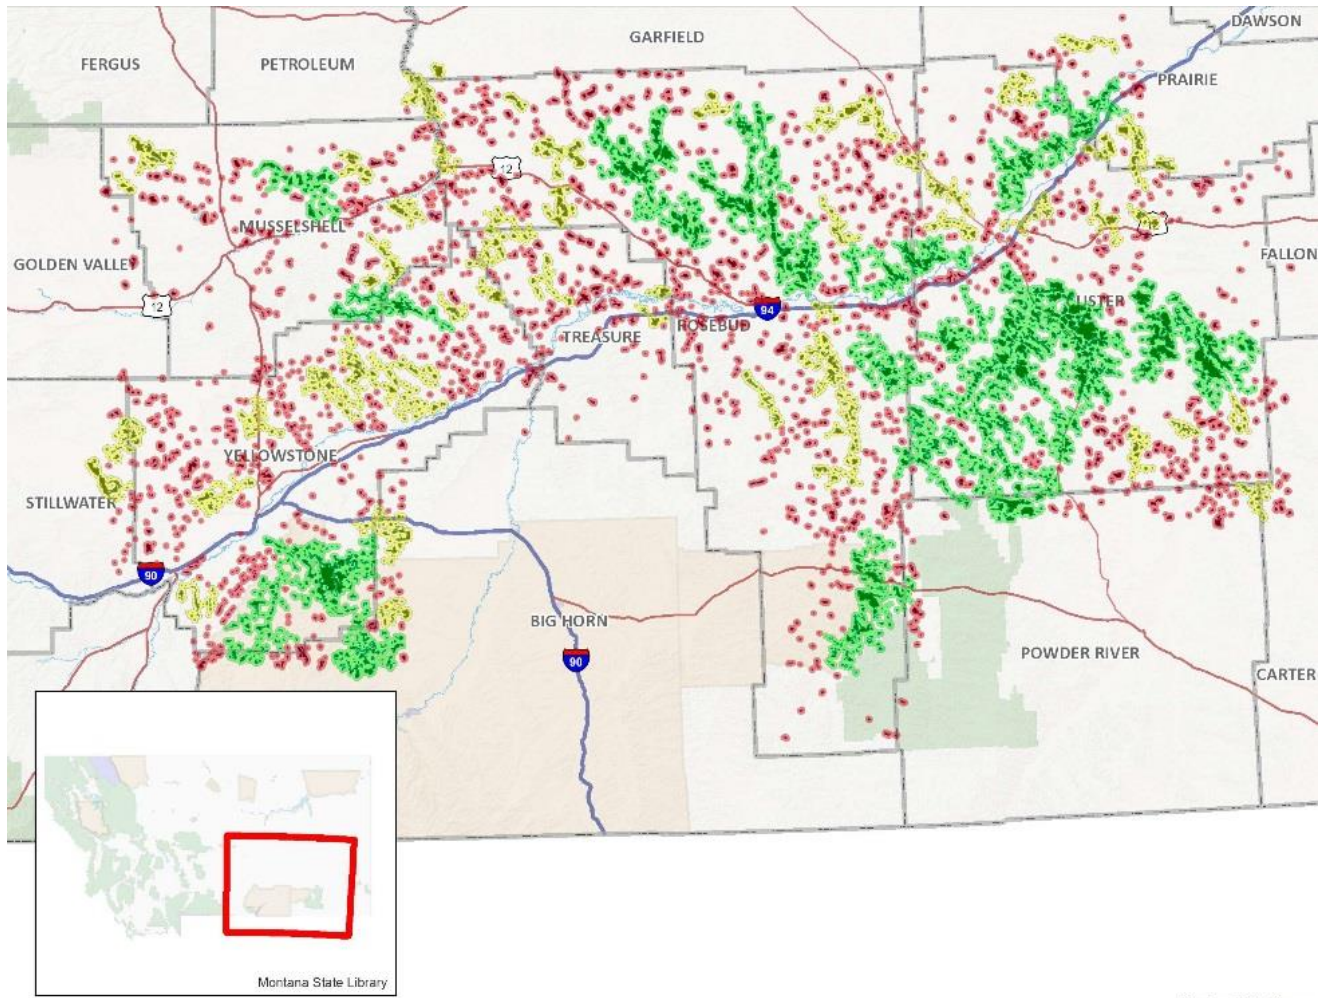 DAWSON
GARFIELD
FERGUS
PETROLEUM
PRAIRIE
12
MUSSELSHELL
12
FALLON
GOLDEN VALLEY
12
USTER
94
ROSEBUD
TREASURE
YELLOWSTONE
STILLWATER
90
BIG HORN
90
POWDER RIVER
CARTER
Montana State Library